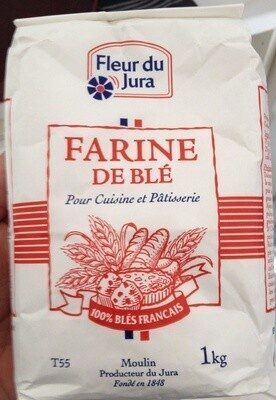 Fleur du
Jura
FARINE
DE BLÉ
Pour Cuisine et Pâtisserie
100% BLÉS FRANÇAIS
T55
Moulin
Producteur du Jura
Fondé en 1848
1kg